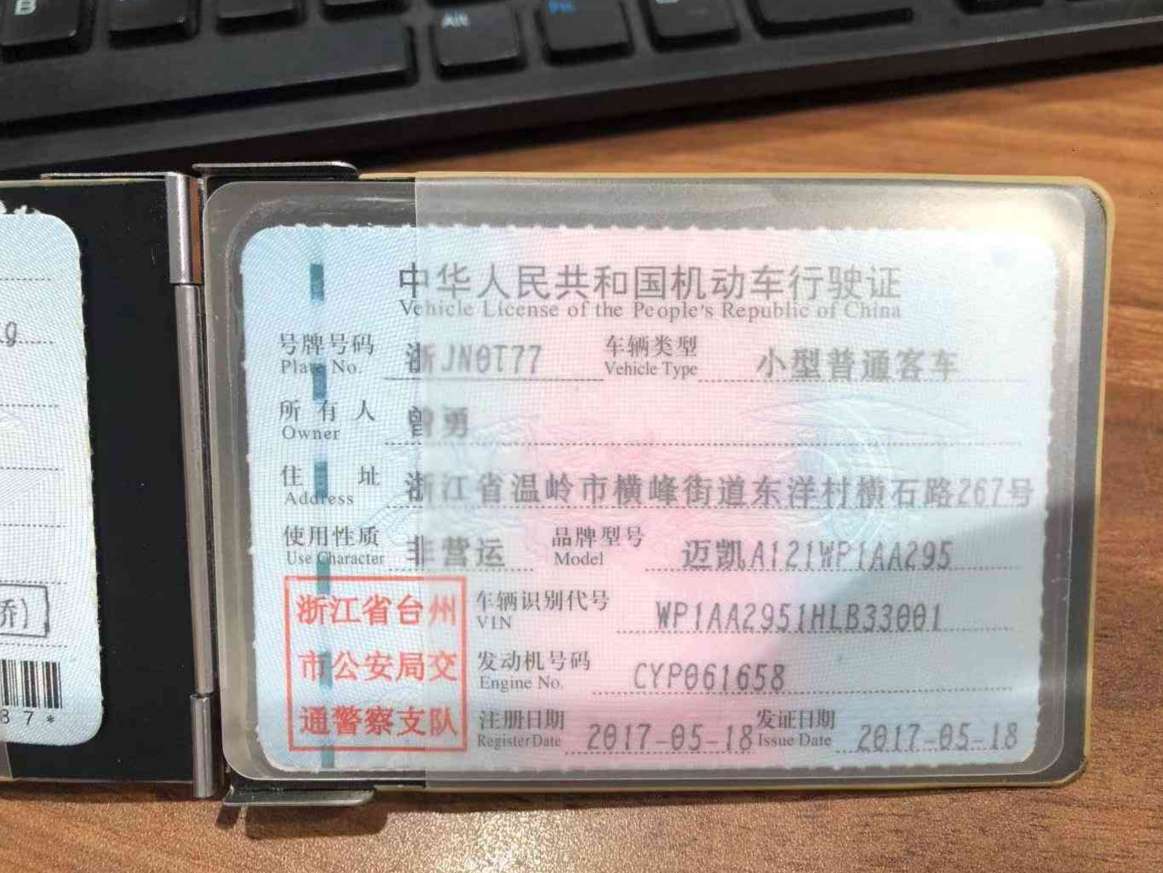 B
Alt
Fn
中华人民共和国机动车行驶证
Vehicle License of the People's Republic of China
号牌号码 浙JN0T77 车辆类型 小型普通客车
Plate No. Vehicle Type
所有人 曾勇
Owner
住址 浙江省温岭市横峰街道东洋村横石路267号
Address
使用性质 非营运 品牌型号 迈凯A121WP1AA295
Use Character Model
浙江省台州
市公安局交
通警察支队
车辆识别代号 WP1AA2951HLB33001
VIN
发动机号码 CYP061658
Engine No.
注册日期 2017-05-18 发证日期 2017-05-18
Register Date Issue Date
87*